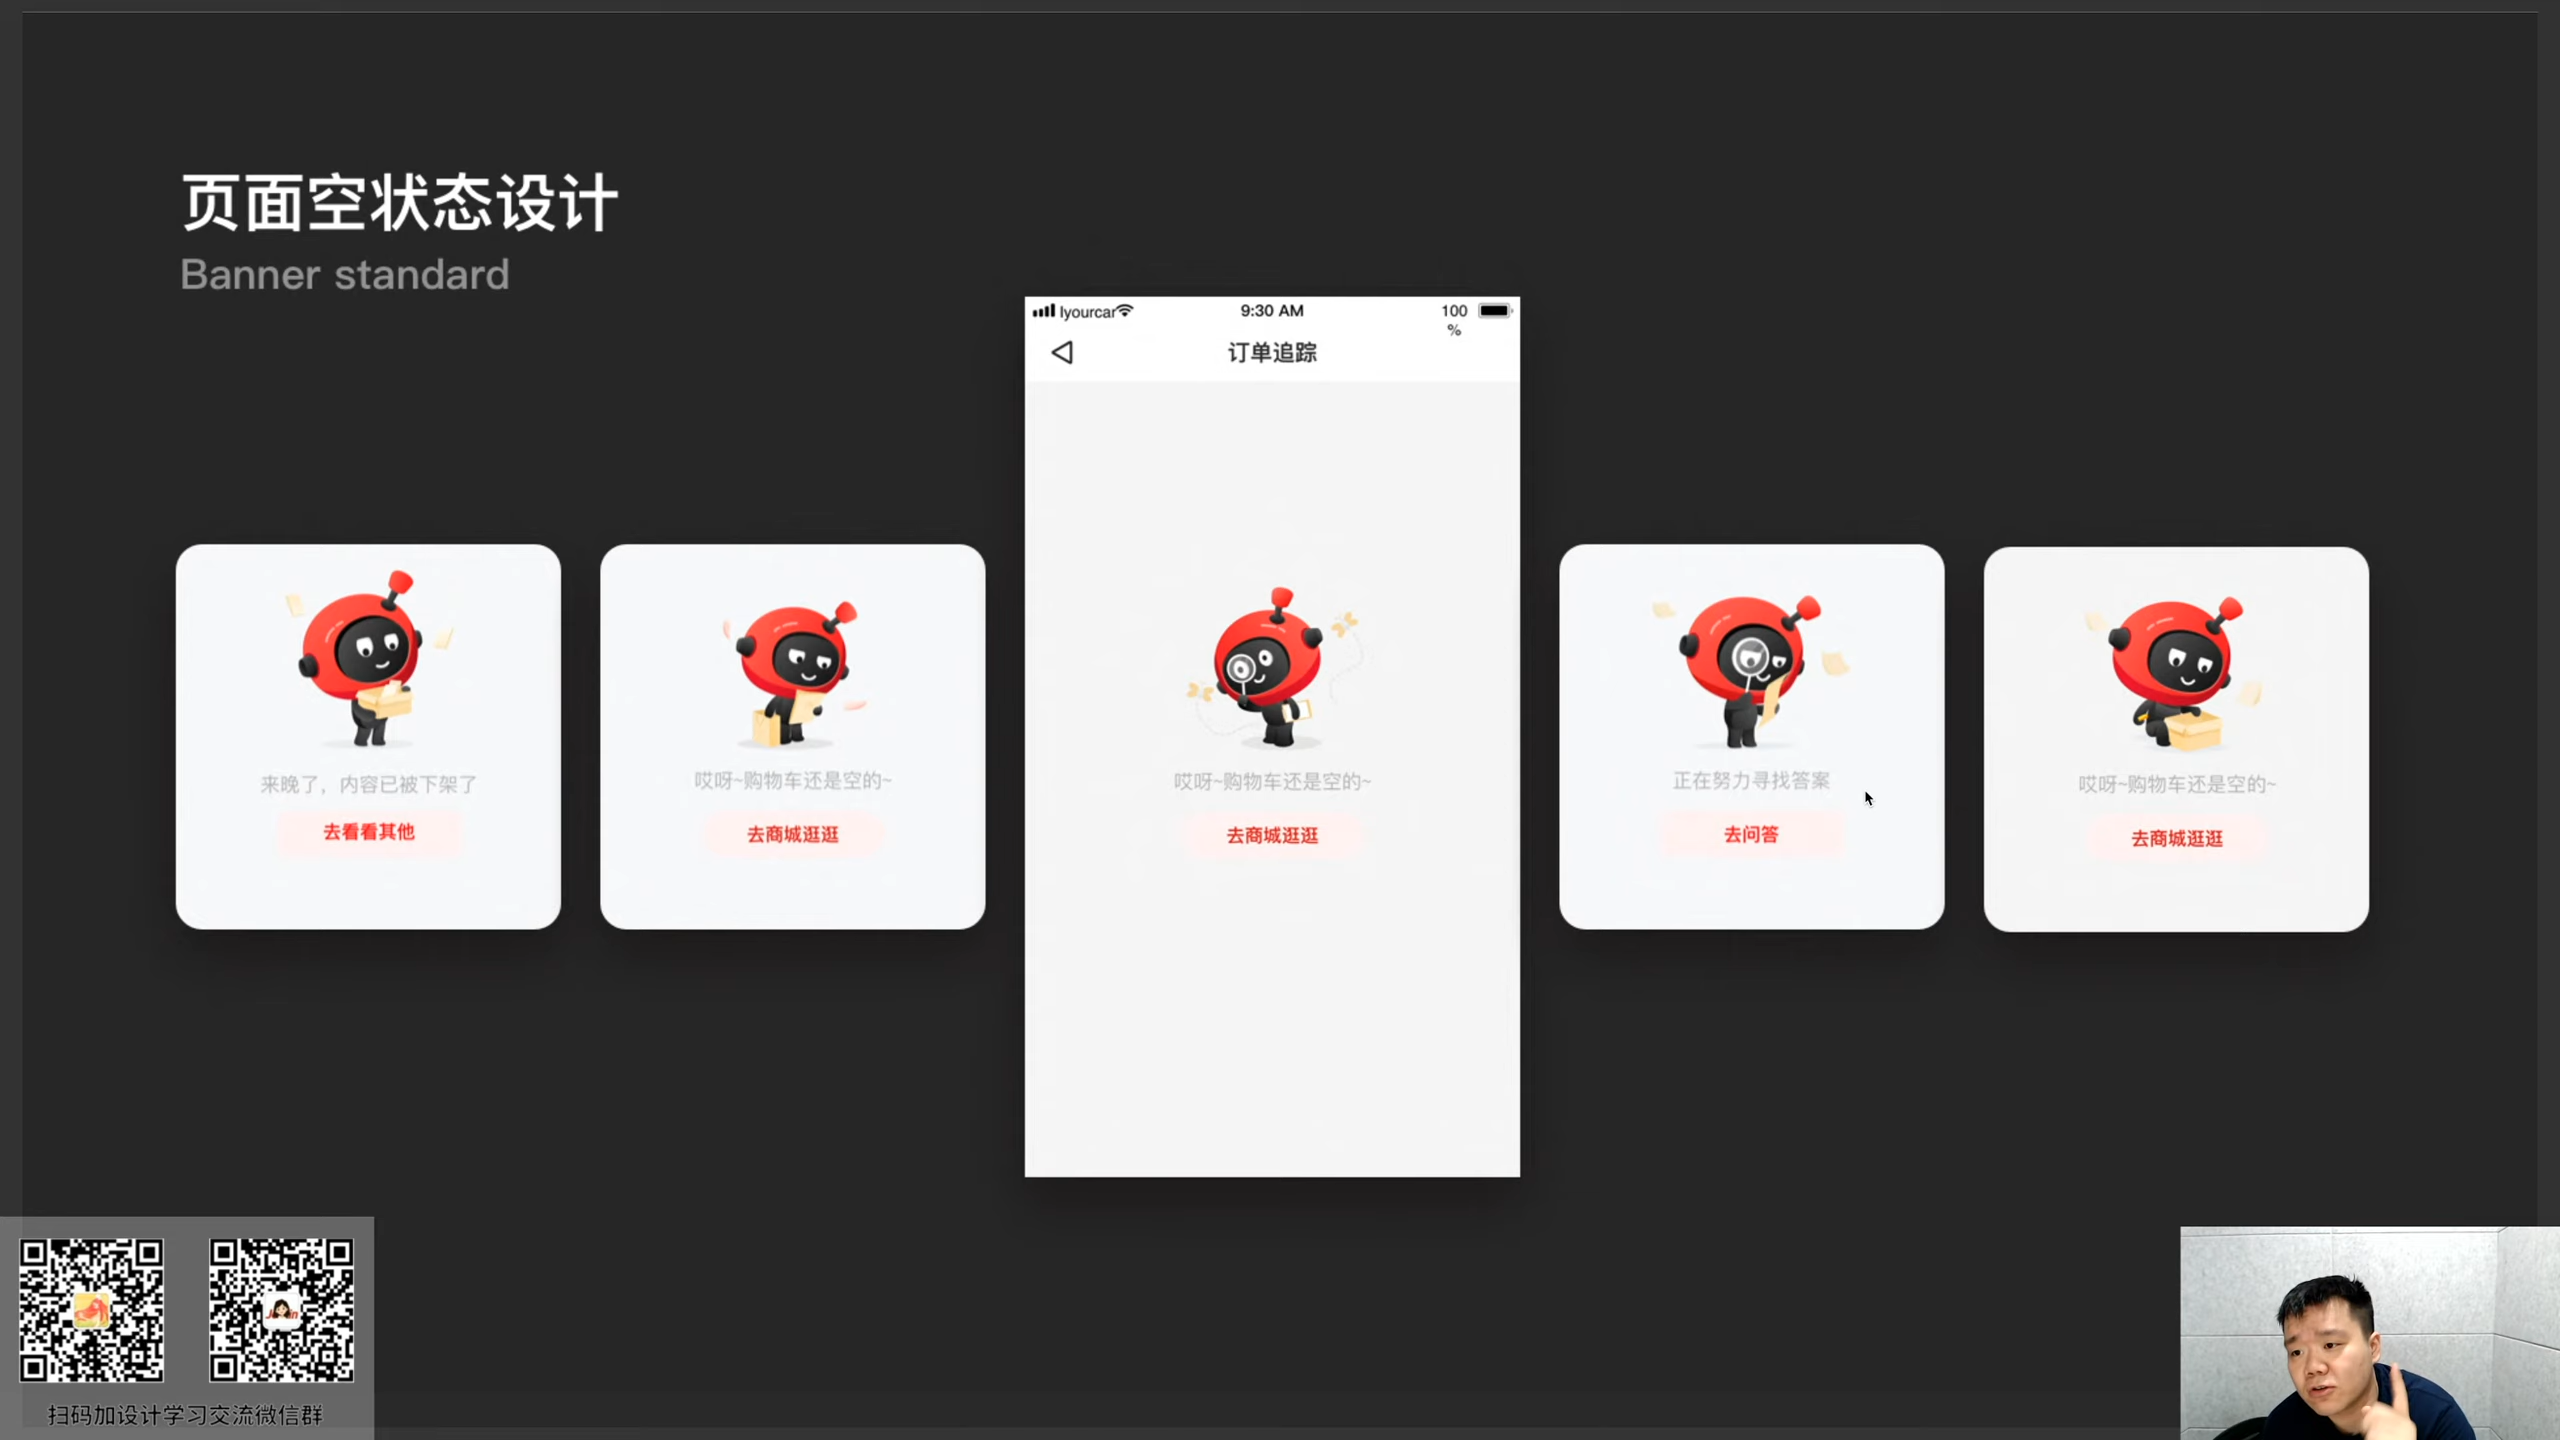 页面空状态设计
Banner standard
lyourcar
9:30 AM
100
%
订单追踪
来晚了，内容已被下架了
去看看其他
哎呀~购物车还是空的~
去商城逛逛
哎呀~购物车还是空的~
去商城逛逛
正在努力寻找答案
去问答
哎呀~购物车还是空的~
去商城逛逛
扫码加设计学习交流微信群